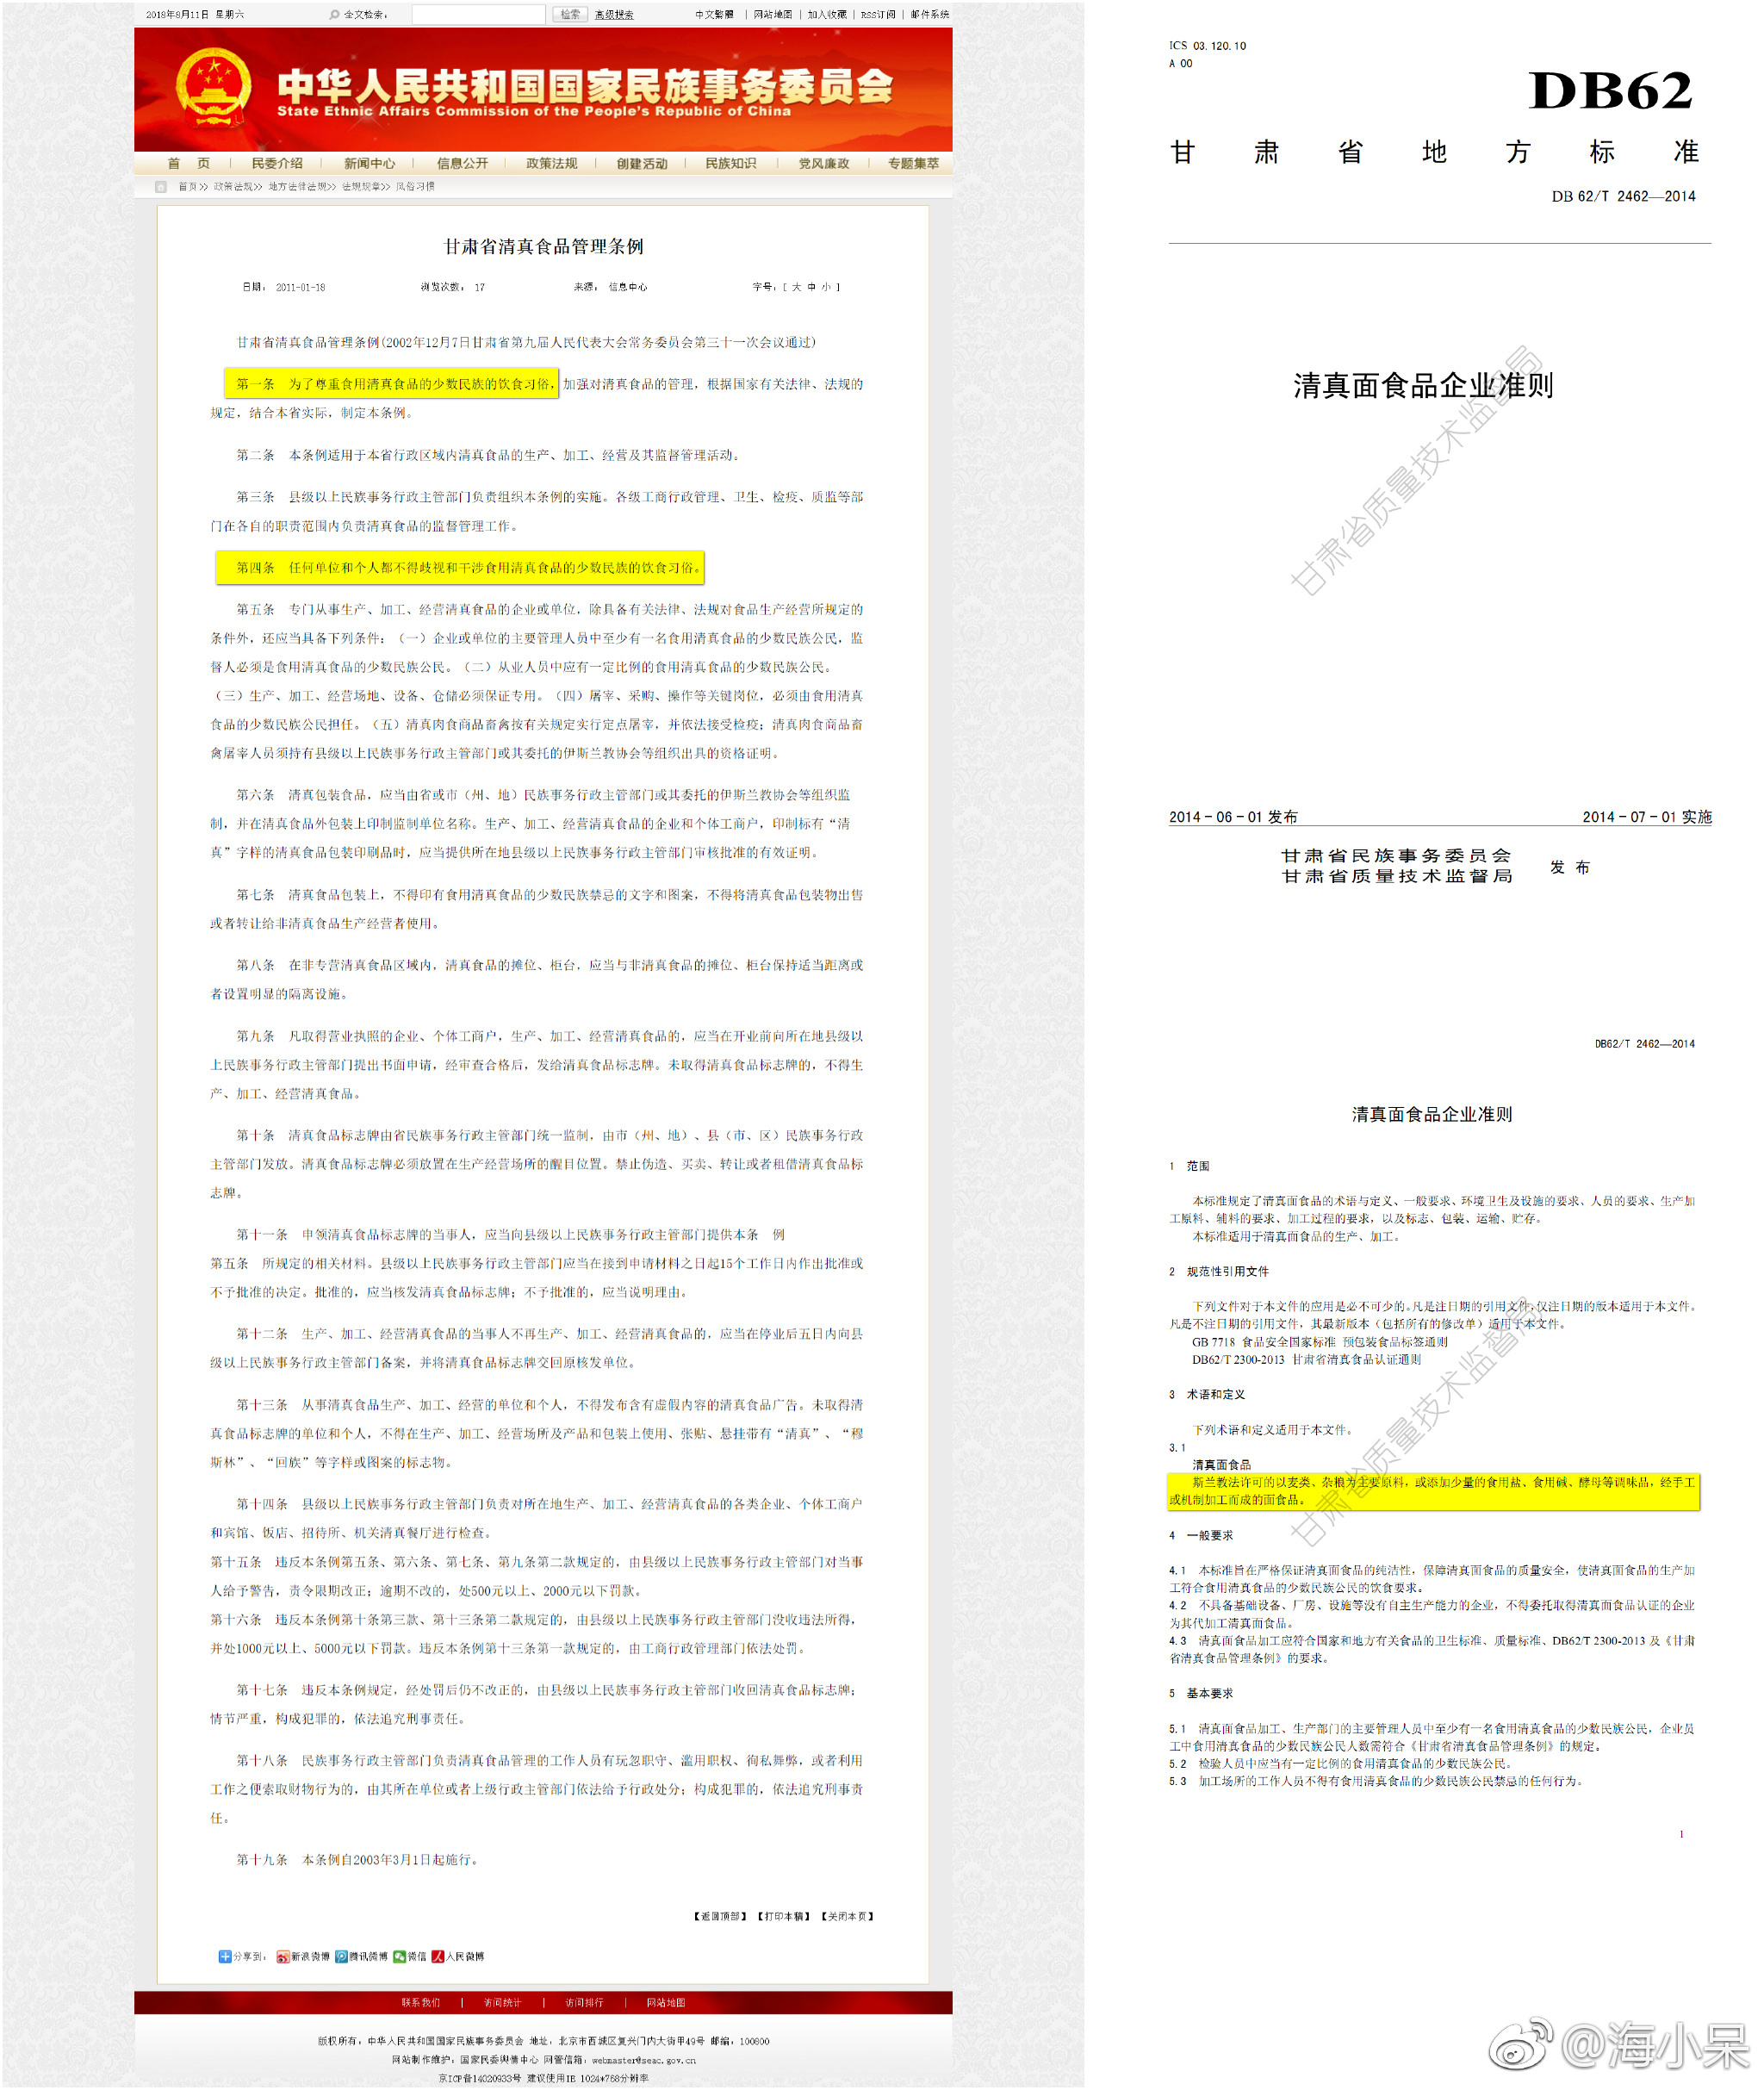 2018年8月11日 星期六
全文检索：
检索
高级搜索
中文繁體 | 网站地图 | 加入收藏 | RSS订阅 | 邮件系统
中华人民共和国国家民族事务委员会
State Ethnic Affairs Commission of the People's Republic of China
首 页 | 民委介绍 | 新闻中心 | 信息公开 | 政策法规 | 创建活动 | 民族知识 | 党风廉政 | 专题集萃
首页>> 政策法规>> 地方法律法规>> 法规规章>> 风俗习惯
甘肃省清真食品管理条例
日期： 2011-01-18 浏览次数： 17 来源： 信息中心 字号：[ 大 中 小 ]
甘肃省清真食品管理条例(2002年12月7日甘肃省第九届人民代表大会常务委员会第三十一次会议通过)
第一条 为了尊重食用清真食品的少数民族的饮食习俗，加强对清真食品的管理，根据国家有关法律、法规的
规定，结合本省实际，制定本条例。
第二条 本条例适用于本省行政区域内清真食品的生产、加工、经营及其监督管理活动。
第三条 县级以上民族事务行政主管部门负责组织本条例的实施。各级工商行政管理、卫生、检疫、质监等部
门在各自的职责范围内负责清真食品的监督管理工作。
第四条 任何单位和个人都不得歧视和干涉食用清真食品的少数民族的饮食习俗。
第五条 专门从事生产、加工、经营清真食品的企业或单位，除具备有关法律、法规对食品生产经营所规定的
条件外，还应当具备下列条件：（一）企业或单位的主要管理人员中至少有一名食用清真食品的少数民族公民，监
督人必须是食用清真食品的少数民族公民。（二）从业人员中应有一定比例的食用清真食品的少数民族公民。
（三）生产、加工、经营场地、设备、仓储必须保证专用。（四）屠宰、采购、操作等关键岗位，必须由食用清真
食品的少数民族公民担任。（五）清真肉食商品畜禽按有关规定实行定点屠宰，并依法接受检疫；清真肉食商品畜
禽屠宰人员须持有县级以上民族事务行政主管部门或其委托的伊斯兰教协会等组织出具的资格证明。
第六条 清真包装食品，应当由省或市（州、地）民族事务行政主管部门或其委托的伊斯兰教协会等组织监
制，并在清真食品外包装上印制监制单位名称。生产、加工、经营清真食品的企业和个体工商户，印制标有“清
真”字样的清真食品包装印刷品时，应当提供所在地县级以上民族事务行政主管部门审核批准的有效证明。
第七条 清真食品包装上，不得印有食用清真食品的少数民族禁忌的文字和图案，不得将清真食品包装物出售
或者转让给非清真食品生产经营者使用。
第八条 在非专营清真食品区域内，清真食品的摊位、柜台，应当与非清真食品的摊位、柜台保持适当距离或
者设置明显的隔离设施。
第九条 凡取得营业执照的企业、个体工商户，生产、加工、经营清真食品的，应当在开业前向所在地县级以
上民族事务行政主管部门提出书面申请，经审查合格后，发给清真食品标志牌。未取得清真食品标志牌的，不得生
产、加工、经营清真食品。
第十条 清真食品标志牌由省民族事务行政主管部门统一监制，由市（州、地）、县（市、区）民族事务行政
主管部门发放。清真食品标志牌必须放置在生产经营场所的醒目位置。禁止伪造、买卖、转让或者租借清真食品标
志牌。
第十一条 申领清真食品标志牌的当事人，应当向县级以上民族事务行政主管部门提供本条 例
第五条 所规定的相关材料。县级以上民族事务行政主管部门应当在接到申请材料之日起15个工作日内作出批准或
不予批准的决定。批准的，应当核发清真食品标志牌；不予批准的，应当说明理由。
第十二条 生产、加工、经营清真食品的当事人不再生产、加工、经营清真食品的，应当在停业后五日内向县
级以上民族事务行政主管部门备案，并将清真食品标志牌交回原核发单位。
第十三条 从事清真食品生产、加工、经营的单位和个人，不得发布含有虚假内容的清真食品广告。未取得清
真食品标志牌的单位和个人，不得在生产、加工、经营场所及产品和包装上使用、张贴、悬挂带有“清真”、“穆
斯林”、“回族”等字样或图案的标志物。
第十四条 县级以上民族事务行政主管部门负责对所在地生产、加工、经营清真食品的各类企业、个体工商户
和宾馆、饭店、招待所、机关清真餐厅进行检查。
第十五条 违反本条例第五条、第六条、第七条、第九条第二款规定的，由县级以上民族事务行政主管部门对当事
人给予警告，责令限期改正；逾期不改的，处500元以上、2000元以下罚款。
第十六条 违反本条例第十条第三款、第十三条第二款规定的，由县级以上民族事务行政主管部门没收违法所得，
并处1000元以上、5000元以下罚款。违反本条例第十三条第一款规定的，由工商行政管理部门依法处罚。
第十七条 违反本条例规定，经处罚后仍不改正的，由县级以上民族事务行政主管部门收回清真食品标志牌；
情节严重，构成犯罪的，依法追究刑事责任。
第十八条 民族事务行政主管部门负责清真食品管理的工作人员有玩忽职守、滥用职权、徇私舞弊，或者利用
工作之便索取财物行为的，由其所在单位或者上级行政主管部门依法给予行政处分；构成犯罪的，依法追究刑事责
任。
第十九条 本条例自2003年3月1日起施行。
【返回顶部】 【打印本稿】 【关闭本页】
分享到： 新浪微博 腾讯微博 微信 人民微博
联系我们 | 访问统计 | 访问排行 | 网站地图
版权所有：中华人民共和国国家民族事务委员会 地址：北京市西城区复兴门内大街甲49号 邮编：100800
网站制作维护：国家民委舆情中心 网管信箱：webmaster@seac.gov.cn
京ICP备14020933号 建议使用IE 1024*768分辨率
ICS 03.120.10
A 00
DB62
甘肃省地方标准
DB 62/T 2462—2014
清真面食品企业准则
甘肃省质量技术监督局
2014－06－01 发布
2014－07－01 实施
甘肃省民族事务委员会
甘肃省质量技术监督局
发 布
DB62/T 2462—2014
清真面食品企业准则
1 范围
本标准规定了清真面食品的术语与定义、一般要求、环境卫生及设施的要求、人员的要求、生产加
工原料、辅料的要求、加工过程的要求，以及标志、包装、运输、贮存。
本标准适用于清真面食品的生产、加工。
2 规范性引用文件
下列文件对于本文件的应用是必不可少的。凡是注日期的引用文件，仅注日期的版本适用于本文件。
凡是不注日期的引用文件，其最新版本（包括所有的修改单）适用于本文件。
GB 7718 食品安全国家标准 预包装食品标签通则
DB62/T 2300-2013 甘肃省清真食品认证通则
3 术语和定义
下列术语和定义适用于本文件。
3.1
清真面食品
斯兰教法许可的以麦类、杂粮为主要原料，或添加少量的食用盐、食用碱、酵母等调味品，经手工
或机制加工而成的面食品。
甘肃省质量技术监督局
4 一般要求
4.1 本标准旨在严格保证清真面食品的纯洁性，保障清真面食品的质量安全，使清真面食品的生产加
工符合食用清真食品的少数民族公民的饮食要求。
4.2 不具备基础设备、厂房、设施等没有自主生产能力的企业，不得委托取得清真面食品认证的企业
为其代加工清真面食品。
4.3 清真面食品加工应符合国家和地方有关食品的卫生标准、质量标准、DB62/T 2300-2013 及《甘肃
省清真食品管理条例》的要求。
5 基本要求
5.1 清真面食品加工、生产部门的主要管理人员中至少有一名食用清真食品的少数民族公民，企业员
工中食用清真食品的少数民族公民人数需符合《甘肃省清真食品管理条例》的规定。
5.2 检验人员中应当有一定比例的食用清真食品的少数民族公民。
5.3 加工场所的工作人员不得有食用清真食品的少数民族公民禁忌的任何行为。
1
@海小呆